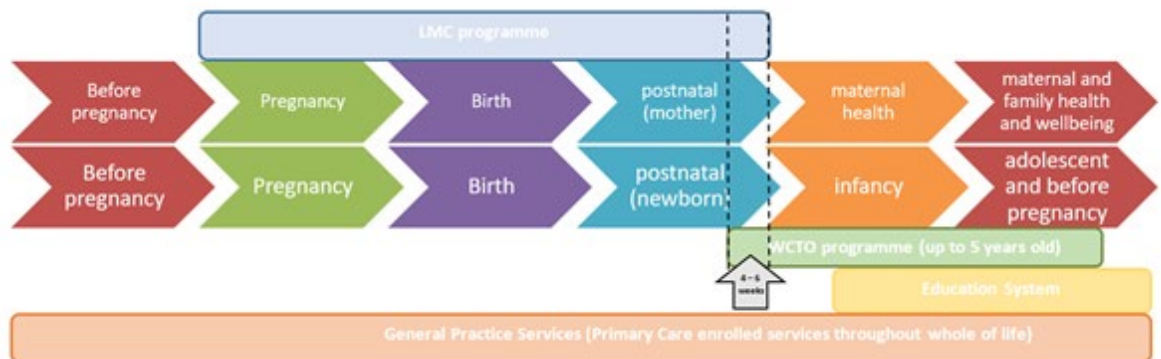 LMC programme
Before
pregnancy
Pregnancy
Birth
postnatal
(mother)
maternal
health
maternal and
family health
and wellbeing
Before
pregnancy
Pregnancy
Birth
postnatal
(newborn)
infancy
adolescent
and before
pregnancy
WCTO programme (up to 5 years old)
4 – 6
weeks
Education System
General Practice Services (Primary Care enrolled services throughout whole of life)